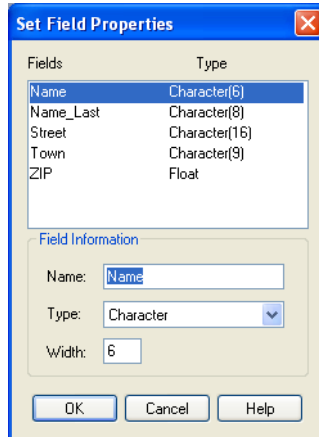 Set Field Properties
Fields Type
Name Character(6)
Name_Last Character(8)
Street Character(16)
Town Character(9)
ZIP Float
Field Information
Name: Name
Type: Character
Width: 6
OK Cancel Help